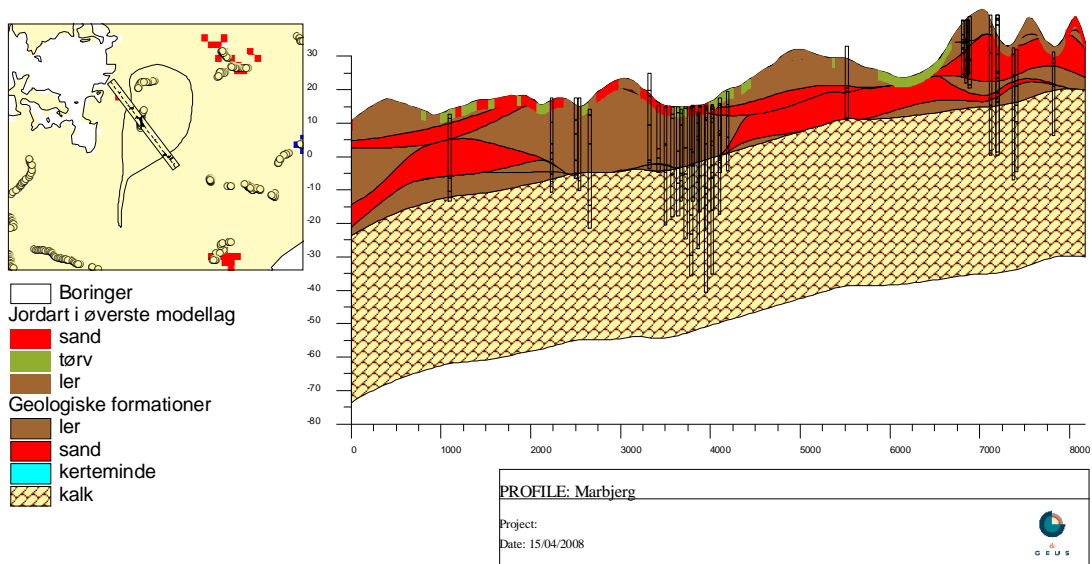 Boringer
Jordart i øverste modellag
sand
tørv
ler
Geologiske formationer
ler
sand
kerteminde
kalk
30
20
10
0
-10
-20
-30
-40
-50
-60
-70
-80
0 1000 2000 3000 4000 5000 6000 7000 8000
PROFILE: Marbjerg
Project:
Date: 15/04/2008
G E U S